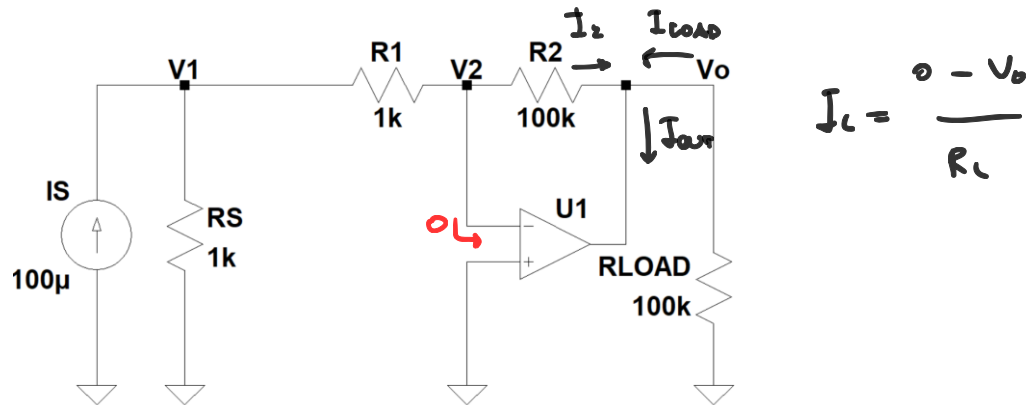 I2 ILOAD
R1 V2 R2 Vo
V1
1k 100k
IOUT
IL = 0 - Vo
RL
IS
RS
1k
100µ
0
U1
−
+
RLOAD
100k